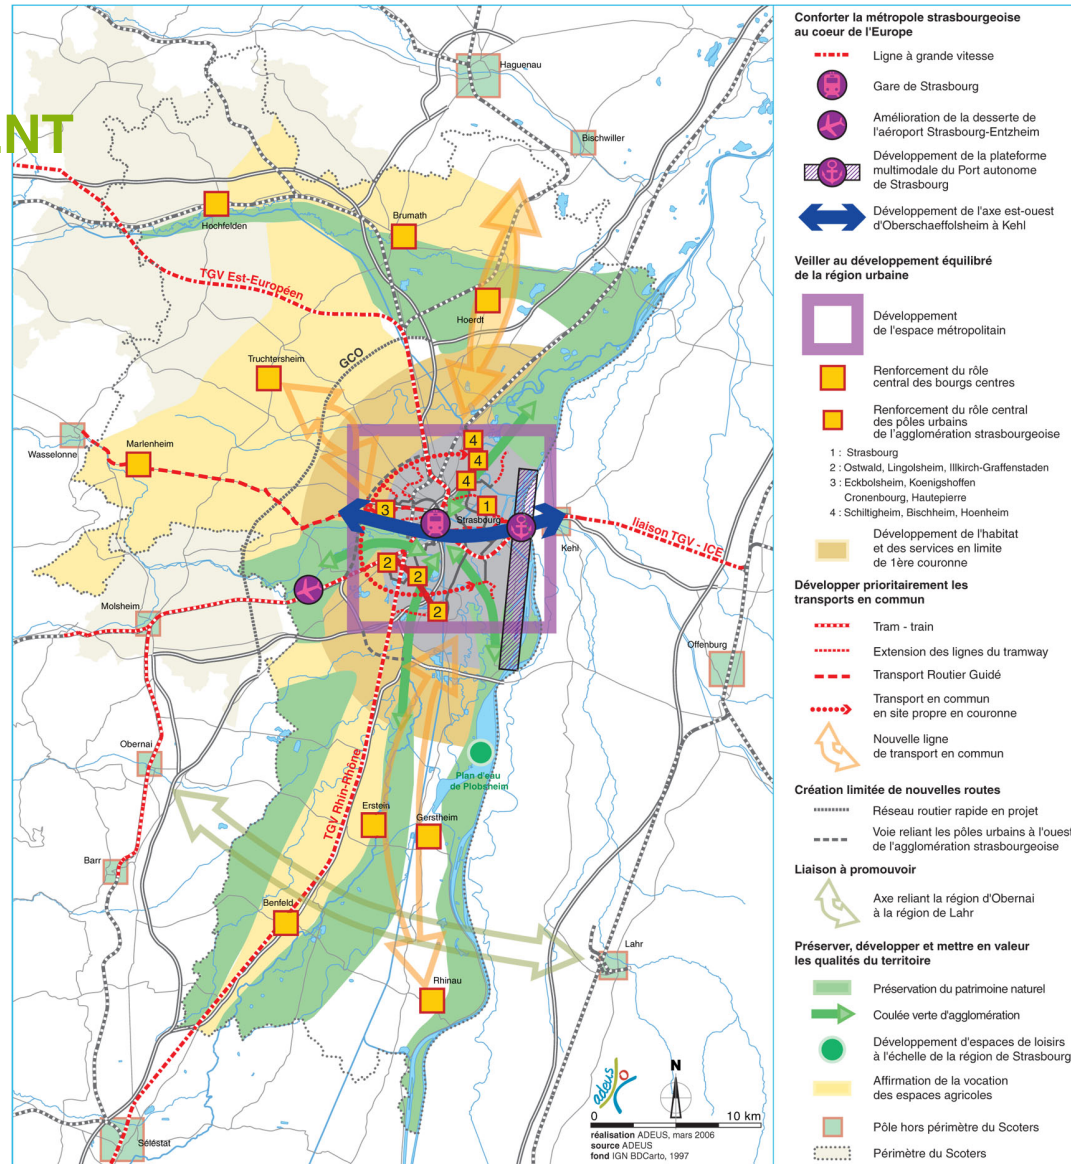 ENT
Haguenau
Bischwiller
Hochfelden
Brumath
TGV Est-Européen
Hoerdt
GCO
Truchtersheim
Wasselonne
Marlenheim
4
4
4
3
1
Strasbourg
liaison TGV - ICE
Kehl
2
2
2
Molsheim
Offenburg
Obernai
Plan d'eau
de Plobsheim
TGV Rhin-Rhône
Erstein
Gerstheim
Barr
Benfeld
Lahr
Rhinau
Séléstat
adeus
N
0
10 km
réalisation ADEUS, mars 2006
source ADEUS
fond IGN BDCarto, 1997
Conforter la métropole strasbourgeoise
au coeur de l'Europe
Ligne à grande vitesse
Gare de Strasbourg
Amélioration de la desserte de
l'aéroport Strasbourg-Entzheim
Développement de la plateforme
multimodale du Port autonome
de Strasbourg
Développement de l'axe est-ouest
d'Oberschaeffolsheim à Kehl
Veiller au développement équilibré
de la région urbaine
Développement
de l'espace métropolitain
Renforcement du rôle
central des bourgs centres
Renforcement du rôle central
des pôles urbains
de l'agglomération strasbourgeoise
1 : Strasbourg
2 : Ostwald, Lingolsheim, Illkirch-Graffenstaden
3 : Eckbolsheim, Koenigshoffen
Cronenbourg, Hautepierre
4 : Schiltigheim, Bischheim, Hoenheim
Développement de l'habitat
et des services en limite
de 1ère couronne
Développer prioritairement les
transports en commun
Tram - train
Extension des lignes du tramway
Transport Routier Guidé
Transport en commun
en site propre en couronne
Nouvelle ligne
de transport en commun
Création limitée de nouvelles routes
Réseau routier rapide en projet
Voie reliant les pôles urbains à l'ouest
de l'agglomération strasbourgeoise
Liaison à promouvoir
Axe reliant la région d'Obernai
à la région de Lahr
Préserver, développer et mettre en valeur
les qualités du territoire
Préservation du patrimoine naturel
Coulée verte d'agglomération
Développement d'espaces de loisirs
à l'échelle de la région de Strasbourg
Affirmation de la vocation
des espaces agricoles
Pôle hors périmètre du Scoters
Périmètre du Scoters